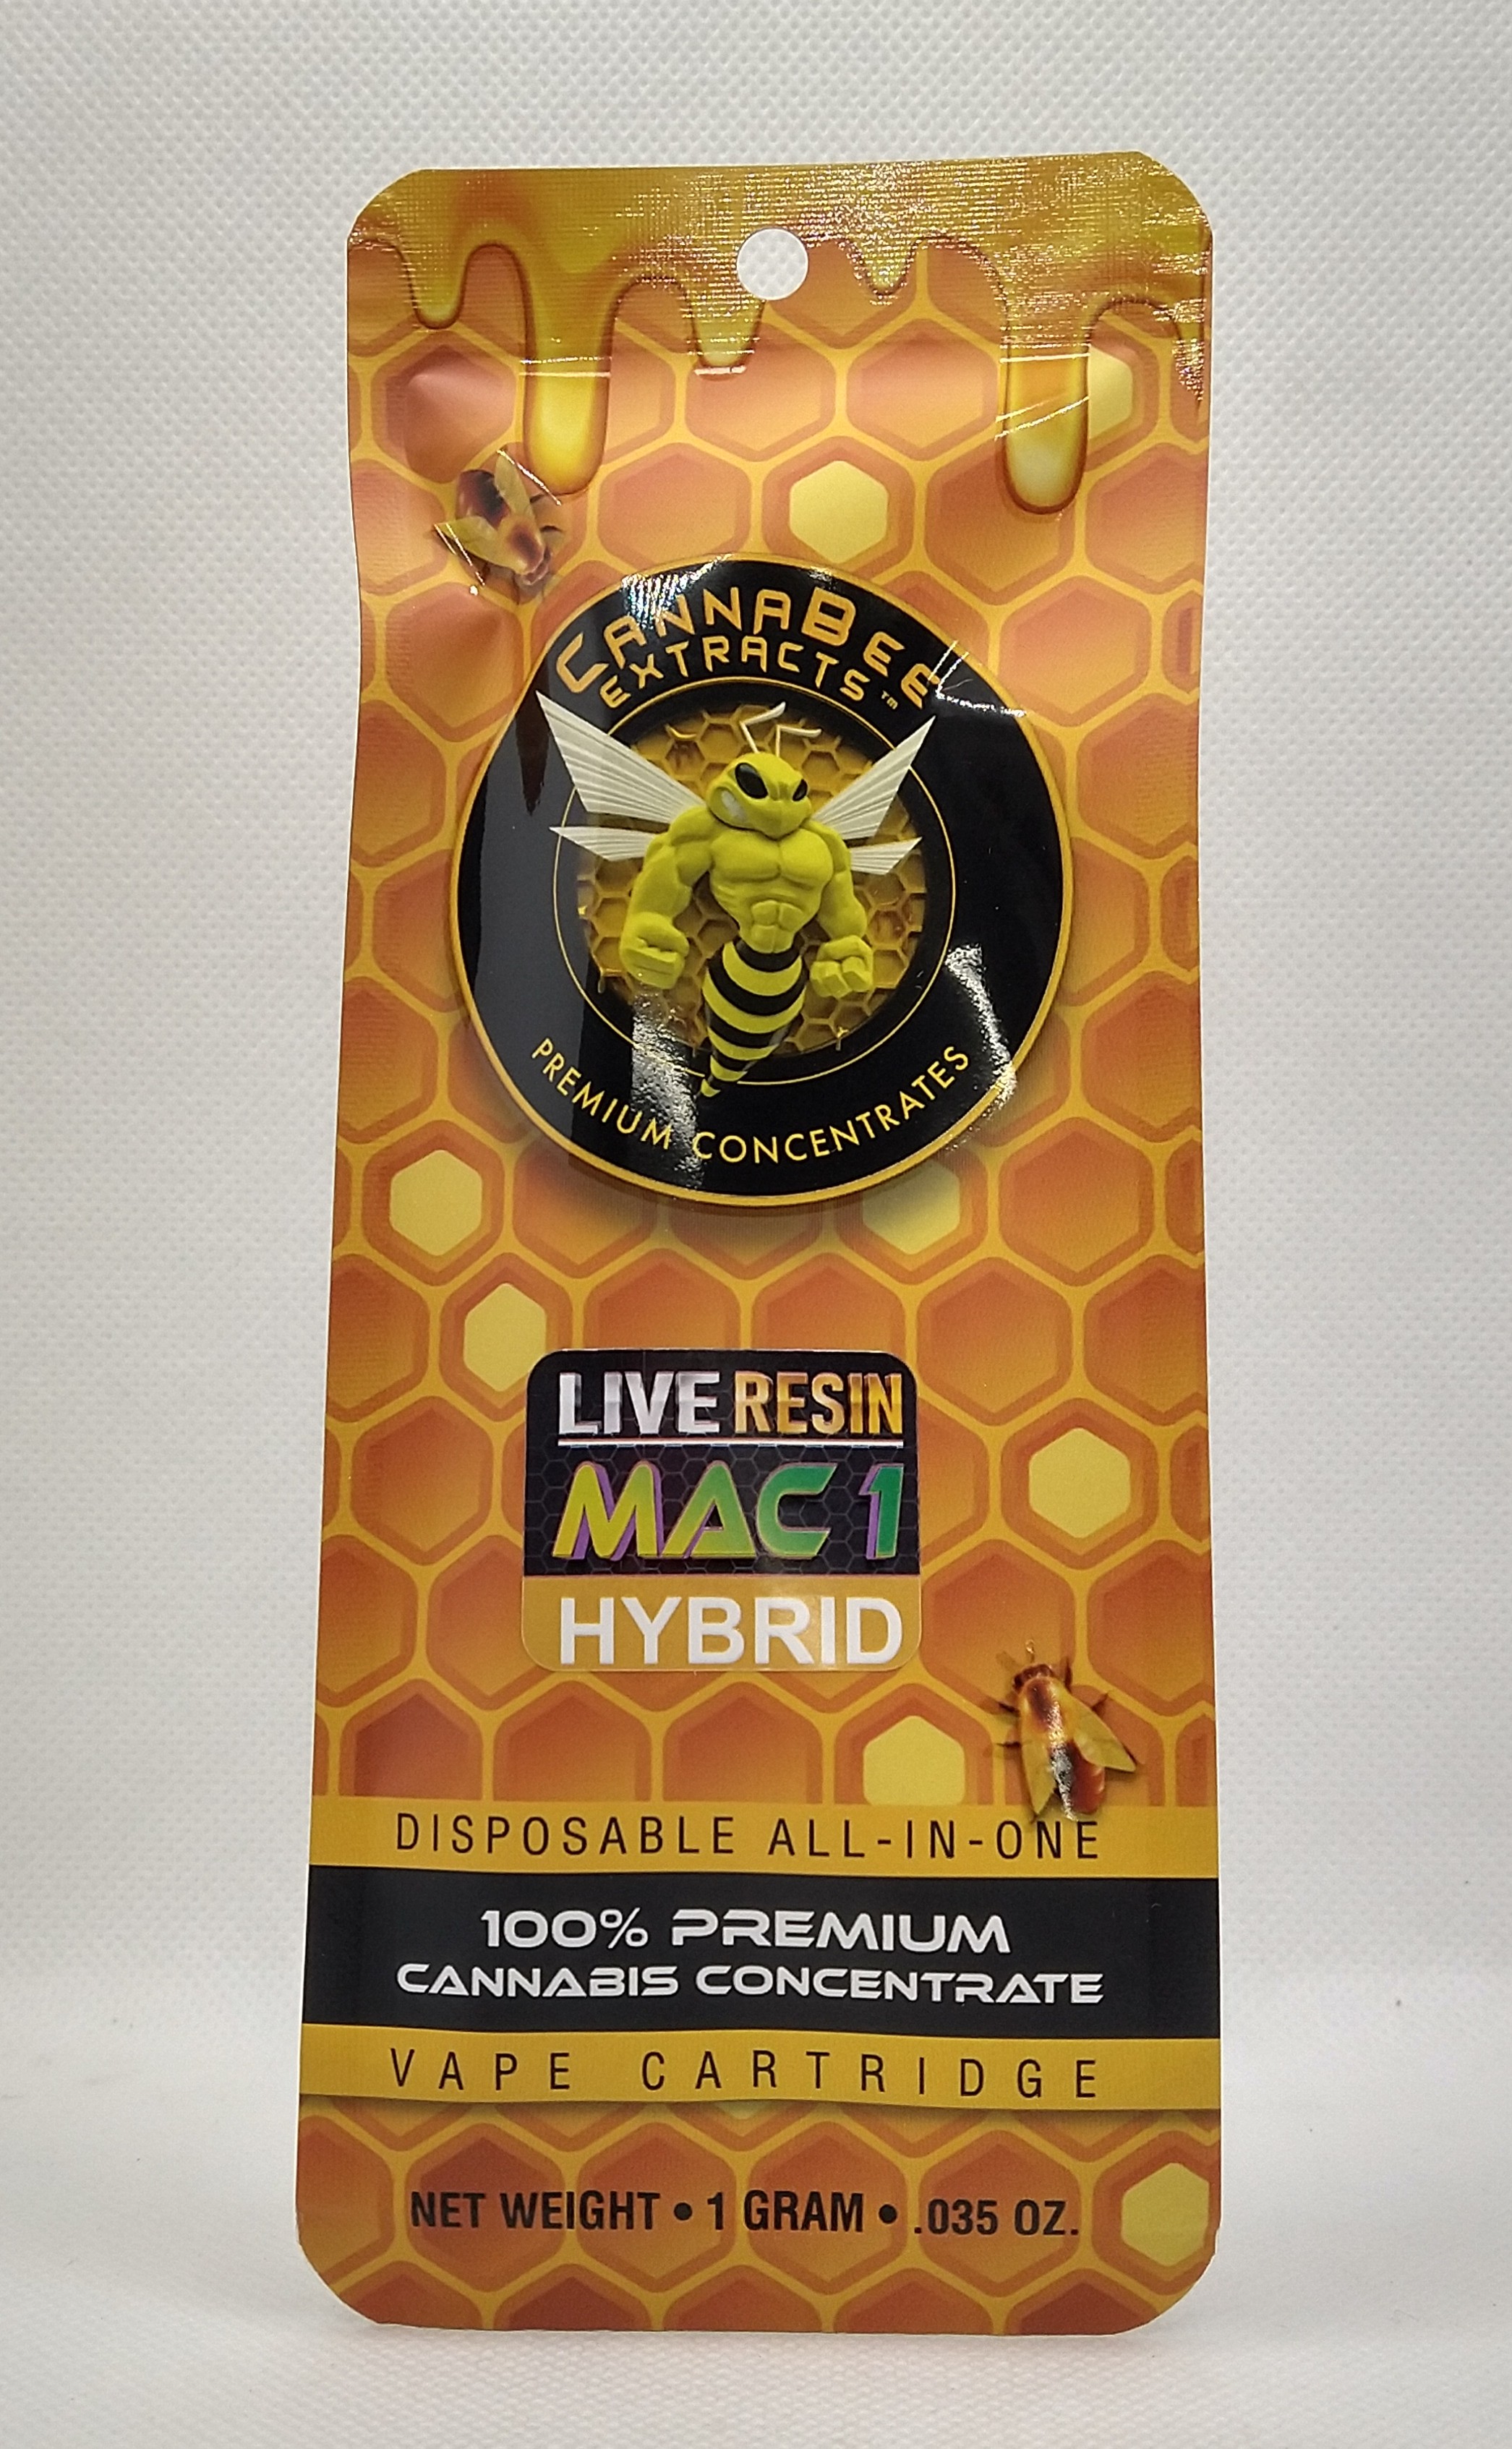 CANNABEE
EXTRACTS™
PREMIUM CONCENTRATES
LIVE RESIN
MAC 1
HYBRID
DISPOSABLE ALL-IN-ONE
100% PREMIUM
CANNABIS CONCENTRATE
VAPE CARTRIDGE
NET WEIGHT • 1 GRAM • .035 OZ.